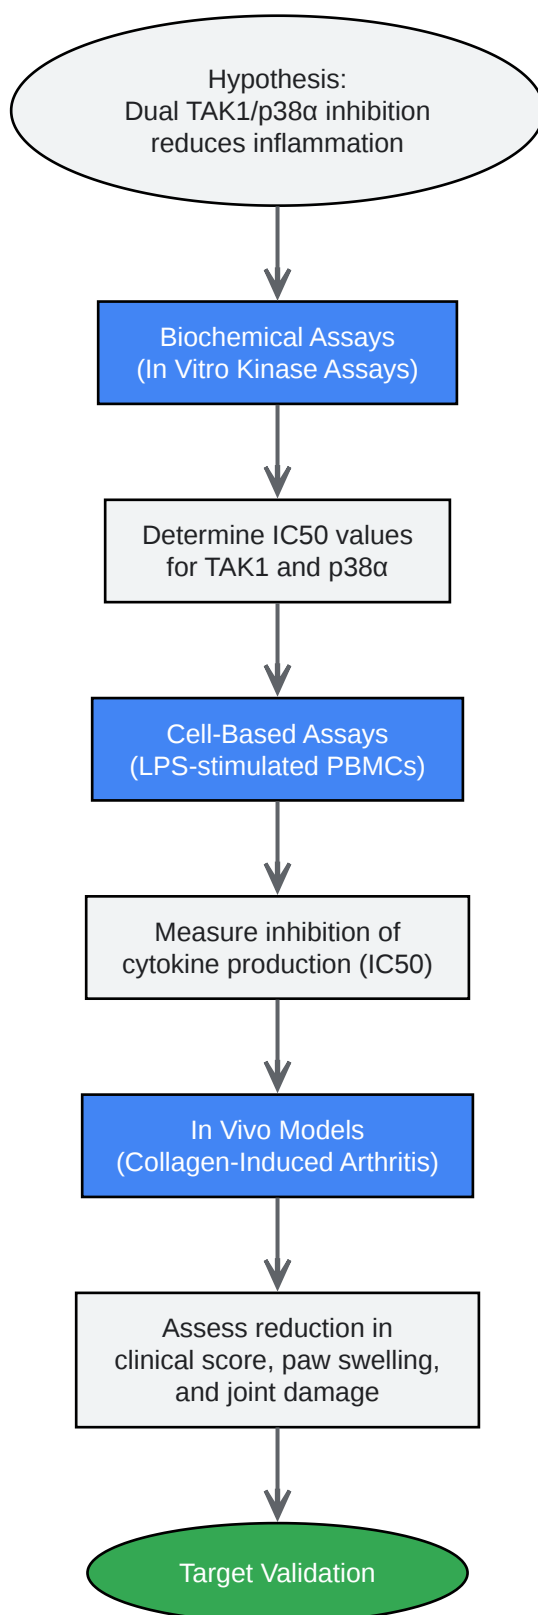 Hypothesis:
Dual TAK1/p38α inhibition
reduces inflammation
Biochemical Assays
(In Vitro Kinase Assays)
Determine IC50 values
for TAK1 and p38α
Cell-Based Assays
(LPS-stimulated PBMCs)
Measure inhibition of
cytokine production (IC50)
In Vivo Models
(Collagen-Induced Arthritis)
Assess reduction in
clinical score, paw swelling,
and joint damage
Target Validation